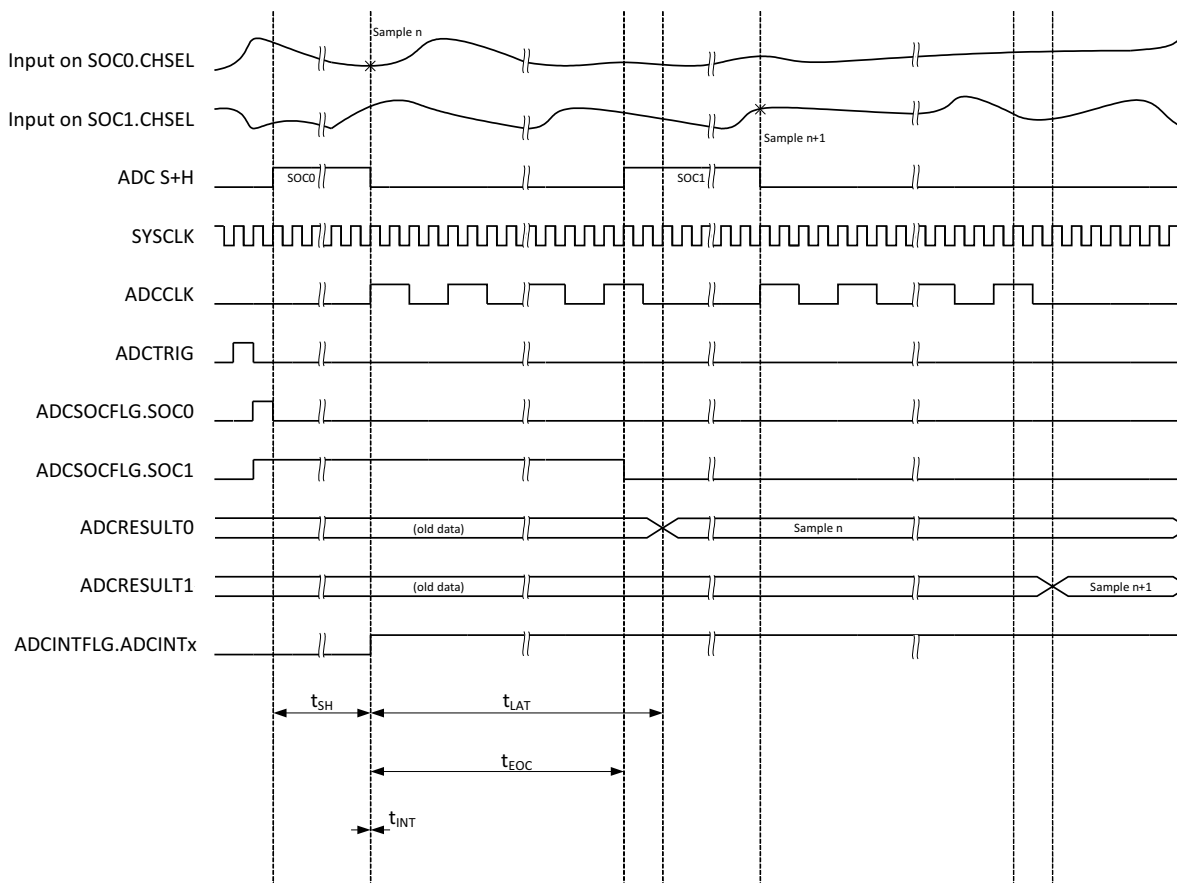 Sample n
Input on SOC0.CHSEL
Input on SOC1.CHSEL
Sample n+1
ADC S+H
SOC0
SOC1
SYSCLK
ADCCLK
ADCTRIG
ADCSOCFLG.SOC0
ADCSOCFLG.SOC1
ADCRESULT0
(old data)
Sample n
ADCRESULT1
(old data)
Sample n+1
ADCINTFLG.ADCINTx
tSH
tLAT
tEOC
tINT